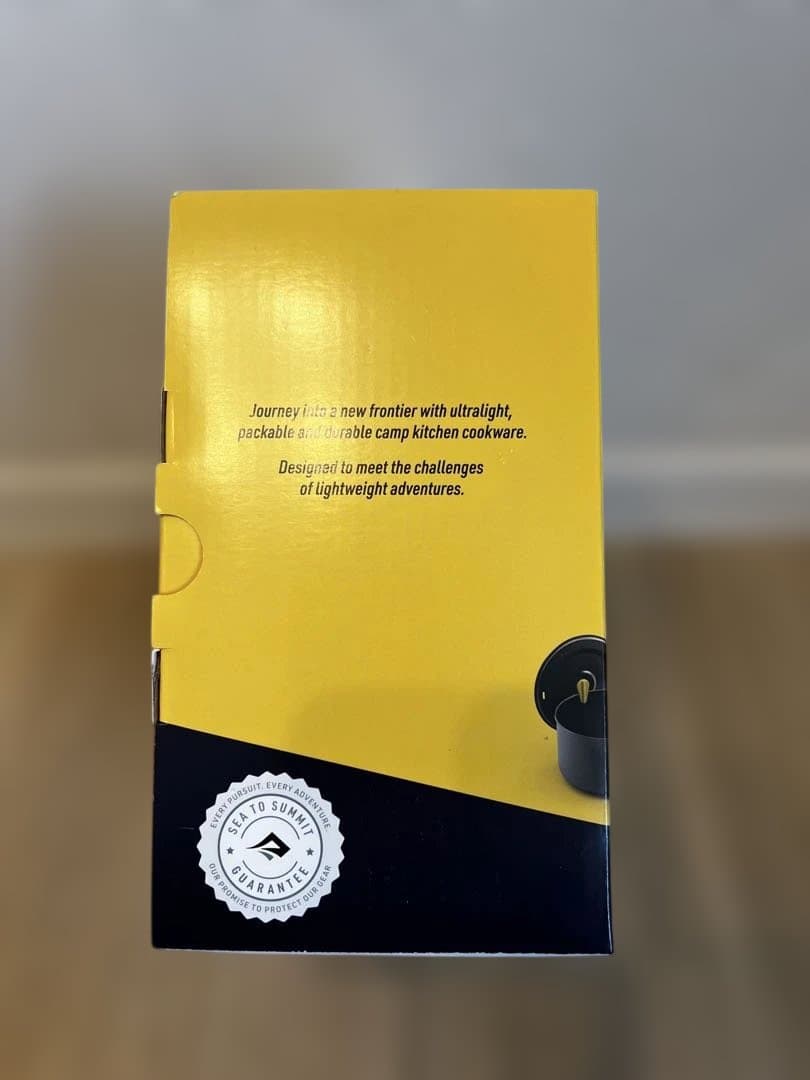 Journey into a new frontier with ultralight,
packable and durable camp kitchen cookware.
Designed to meet the challenges
of lightweight adventures.
EVERY PURSUIT. EVERY ADVENTURE.
SEA TO SUMMIT
GUARANTEE
OUR PROMISE TO PROTECT OUR GEAR